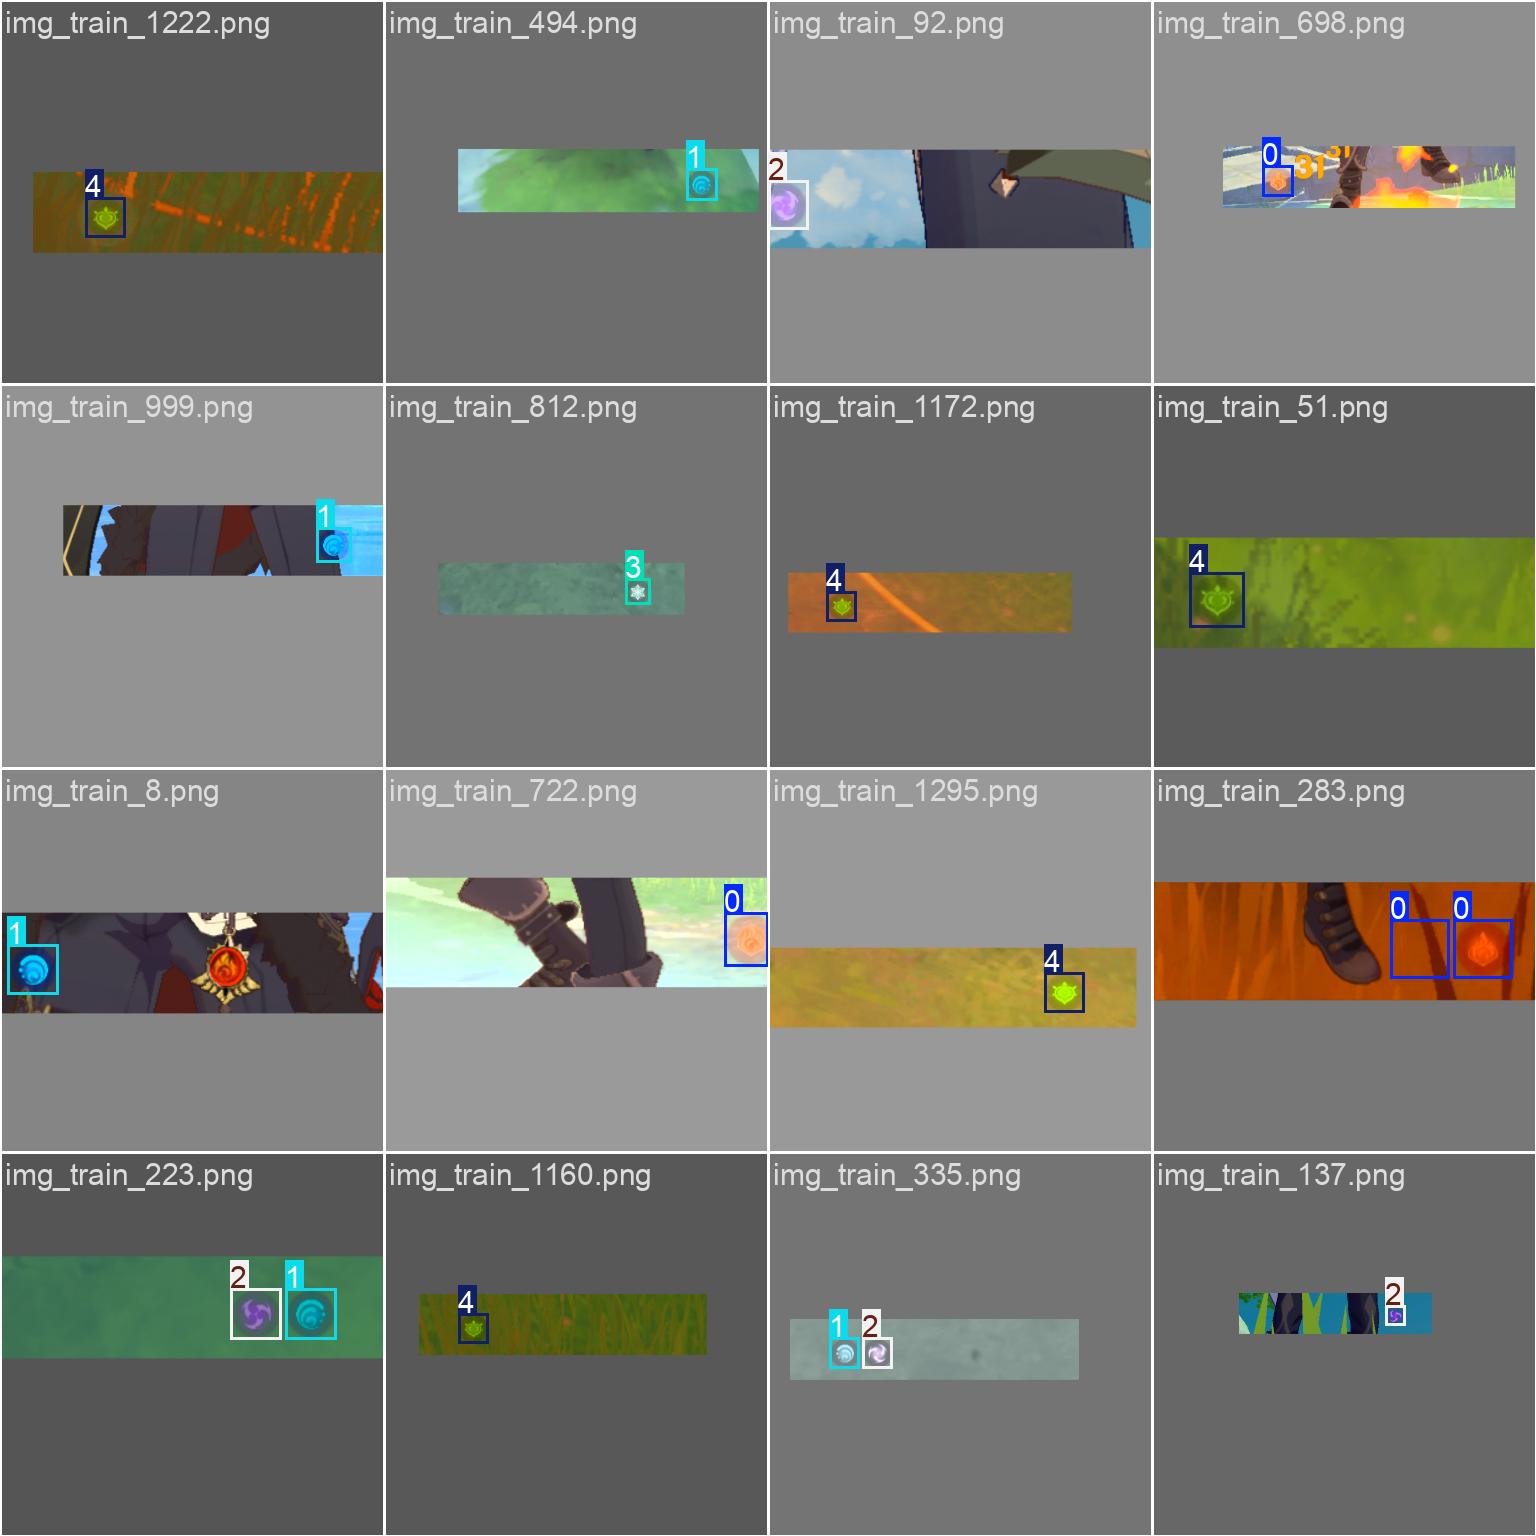 img_train_1222.png
img_train_494.png
img_train_92.png
img_train_698.png
4
1
2
0
31
31
img_train_999.png
img_train_812.png
img_train_1172.png
img_train_51.png
1
3
4
4
img_train_8.png
img_train_722.png
img_train_1295.png
img_train_283.png
1
0
4
0 0
img_train_223.png
img_train_1160.png
img_train_335.png
img_train_137.png
2 1
4
1 2
2